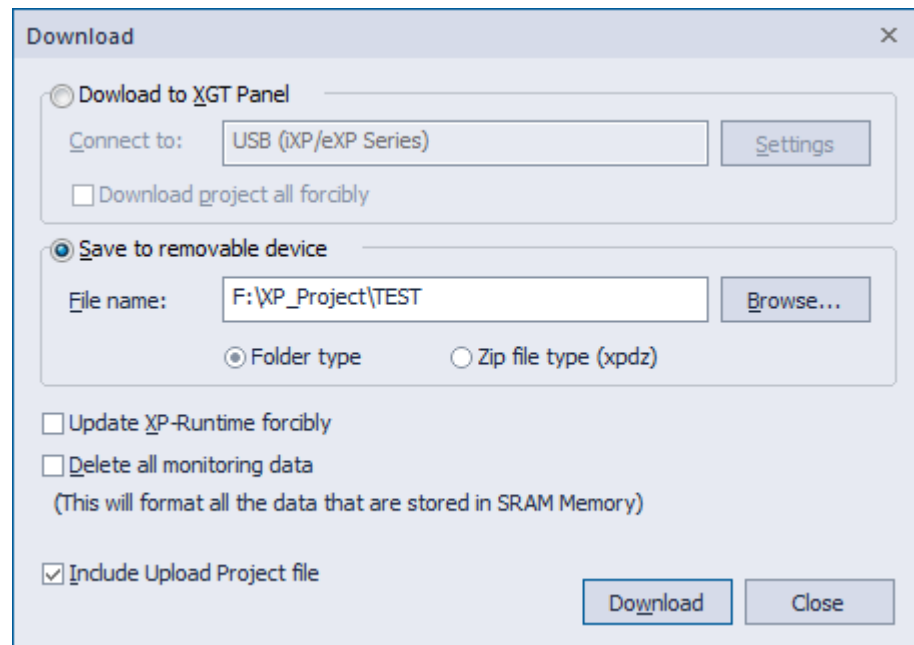 Download
Dowload to XGT Panel
Connect to: USB (iXP/eXP Series) Settings
Download project all forcibly
Save to removable device
File name: F:\XP_Project\TEST Browse...
Folder type Zip file type (xpdz)
Update XP-Runtime forcibly
Delete all monitoring data
(This will format all the data that are stored in SRAM Memory)
Include Upload Project file
Download Close